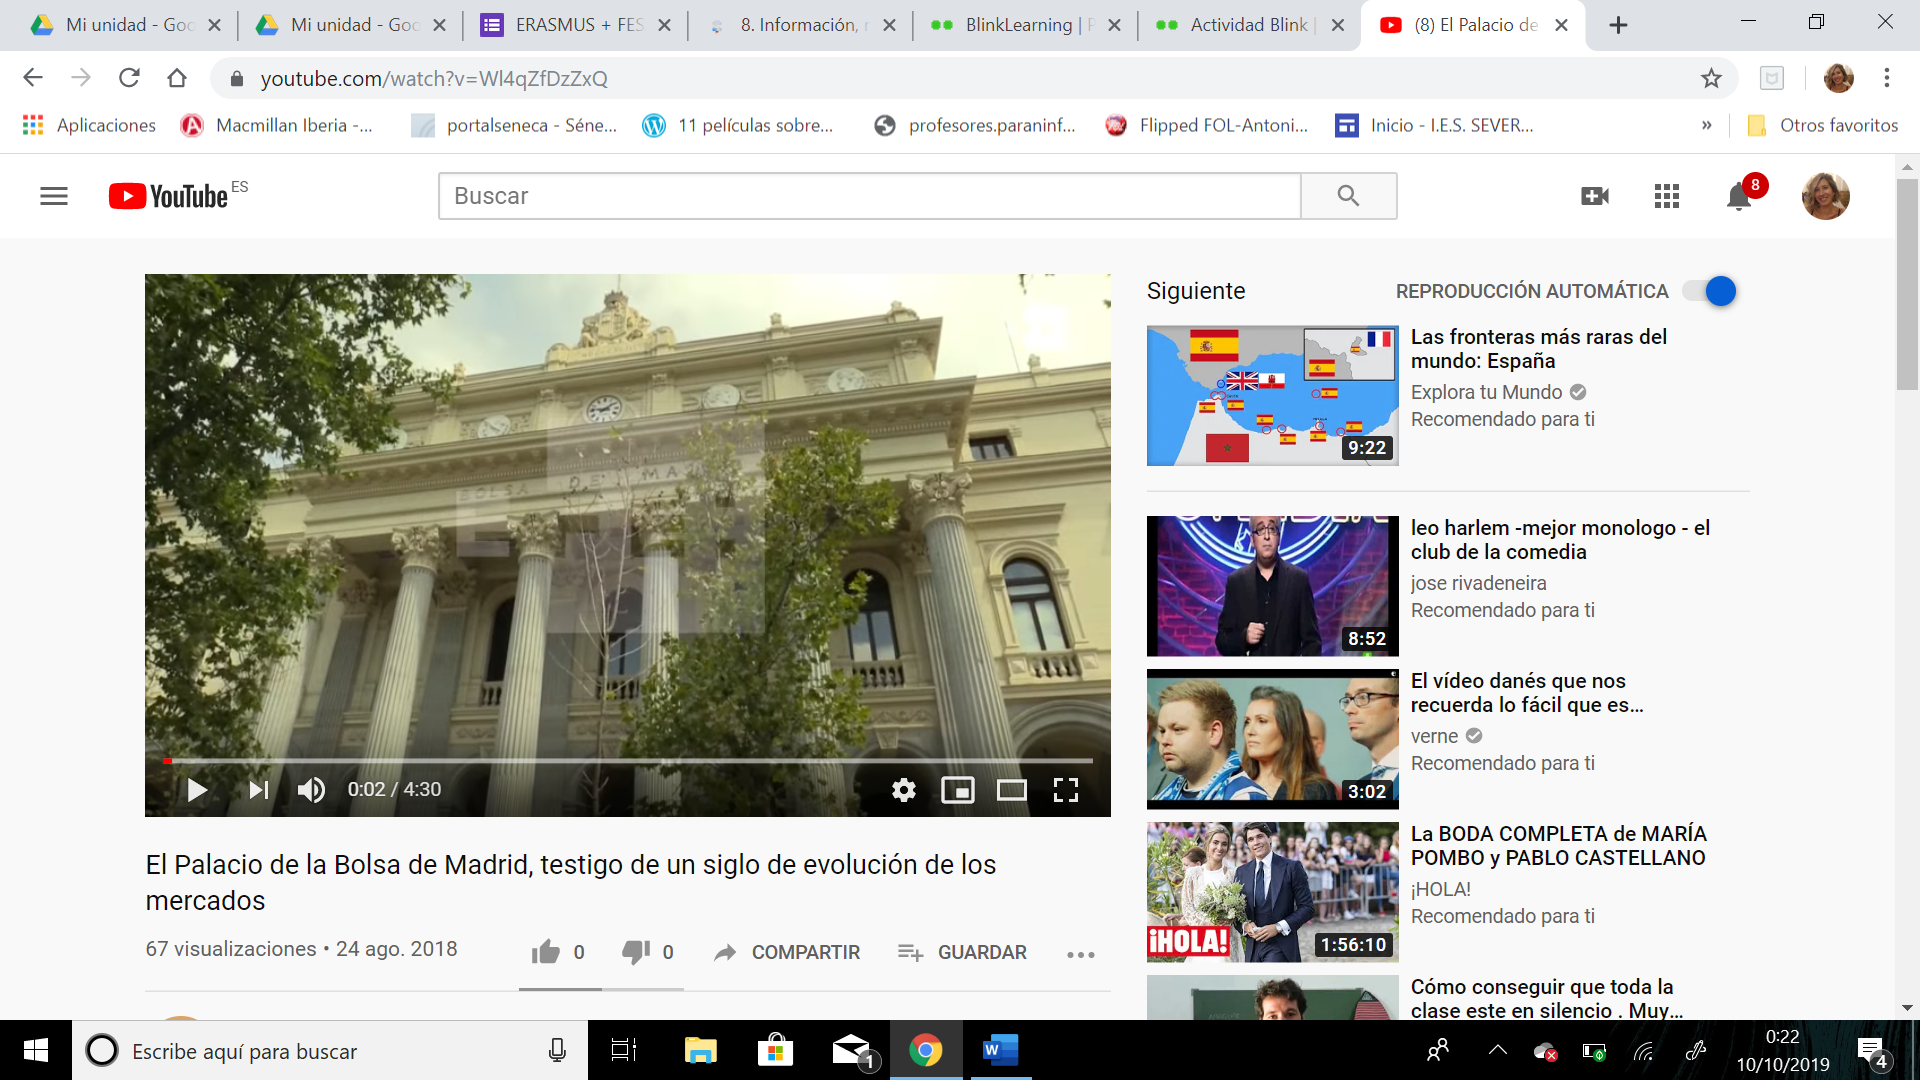 Mi unidad - Goo
Mi unidad - Goo
ERASMUS + FES
8. Información, r
BlinkLearning | P
Actividad Blink |
(8) El Palacio de
youtube.com/watch?v=Wl4qZfDzZxQ
Aplicaciones
Macmillan Iberia -...
portalseneca - Séne...
11 películas sobre...
profesores.paraninf...
Flipped FOL-Antoni...
Inicio - I.E.S. SEVER...
»
Otros favoritos
YouTube ES
Buscar
8
BOLSA DE MA
0:02 / 4:30
El Palacio de la Bolsa de Madrid, testigo de un siglo de evolución de los
mercados
67 visualizaciones • 24 ago. 2018
0
0
COMPARTIR
GUARDAR
Siguiente
REPRODUCCIÓN AUTOMÁTICA
Las fronteras más raras del
mundo: España
Explora tu Mundo
Recomendado para ti
9:22
leo harlem -mejor monologo - el
club de la comedia
jose rivadeneira
Recomendado para ti
8:52
El vídeo danés que nos
recuerda lo fácil que es...
verne
Recomendado para ti
3:02
La BODA COMPLETA de MARÍA
POMBO y PABLO CASTELLANO
¡HOLA!
Recomendado para ti
¡HOLA!
1:56:10
Cómo conseguir que toda la
clase este en silencio . Muy...
Escribe aquí para buscar
1
W
0:22
10/10/2019
4